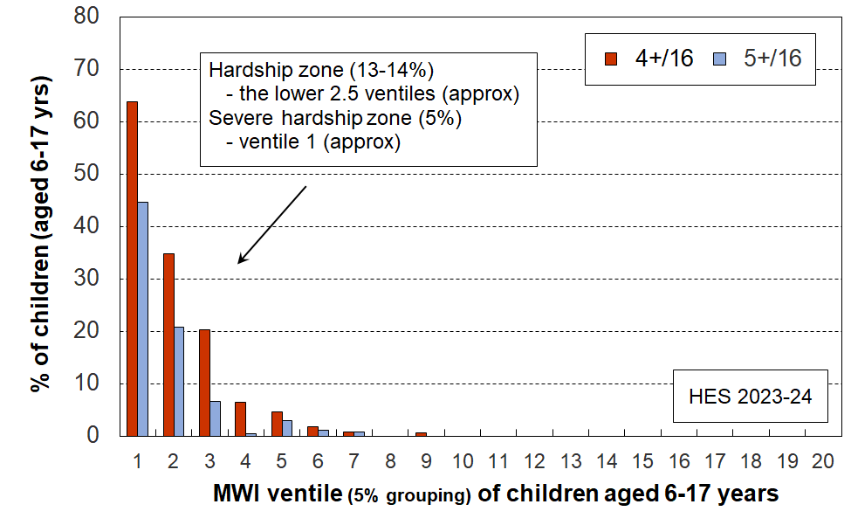 80
70
60
50
40
30
20
10
0
% of children (aged 6-17 yrs)
Hardship zone (13-14%)
- the lower 2.5 ventiles (approx)
Severe hardship zone (5%)
- ventile 1 (approx)
4+/16 5+/16
HES 2023-24
1 2 3 4 5 6 7 8 9 10 11 12 13 14 15 16 17 18 19 20
MWI ventile (5% grouping) of children aged 6-17 years